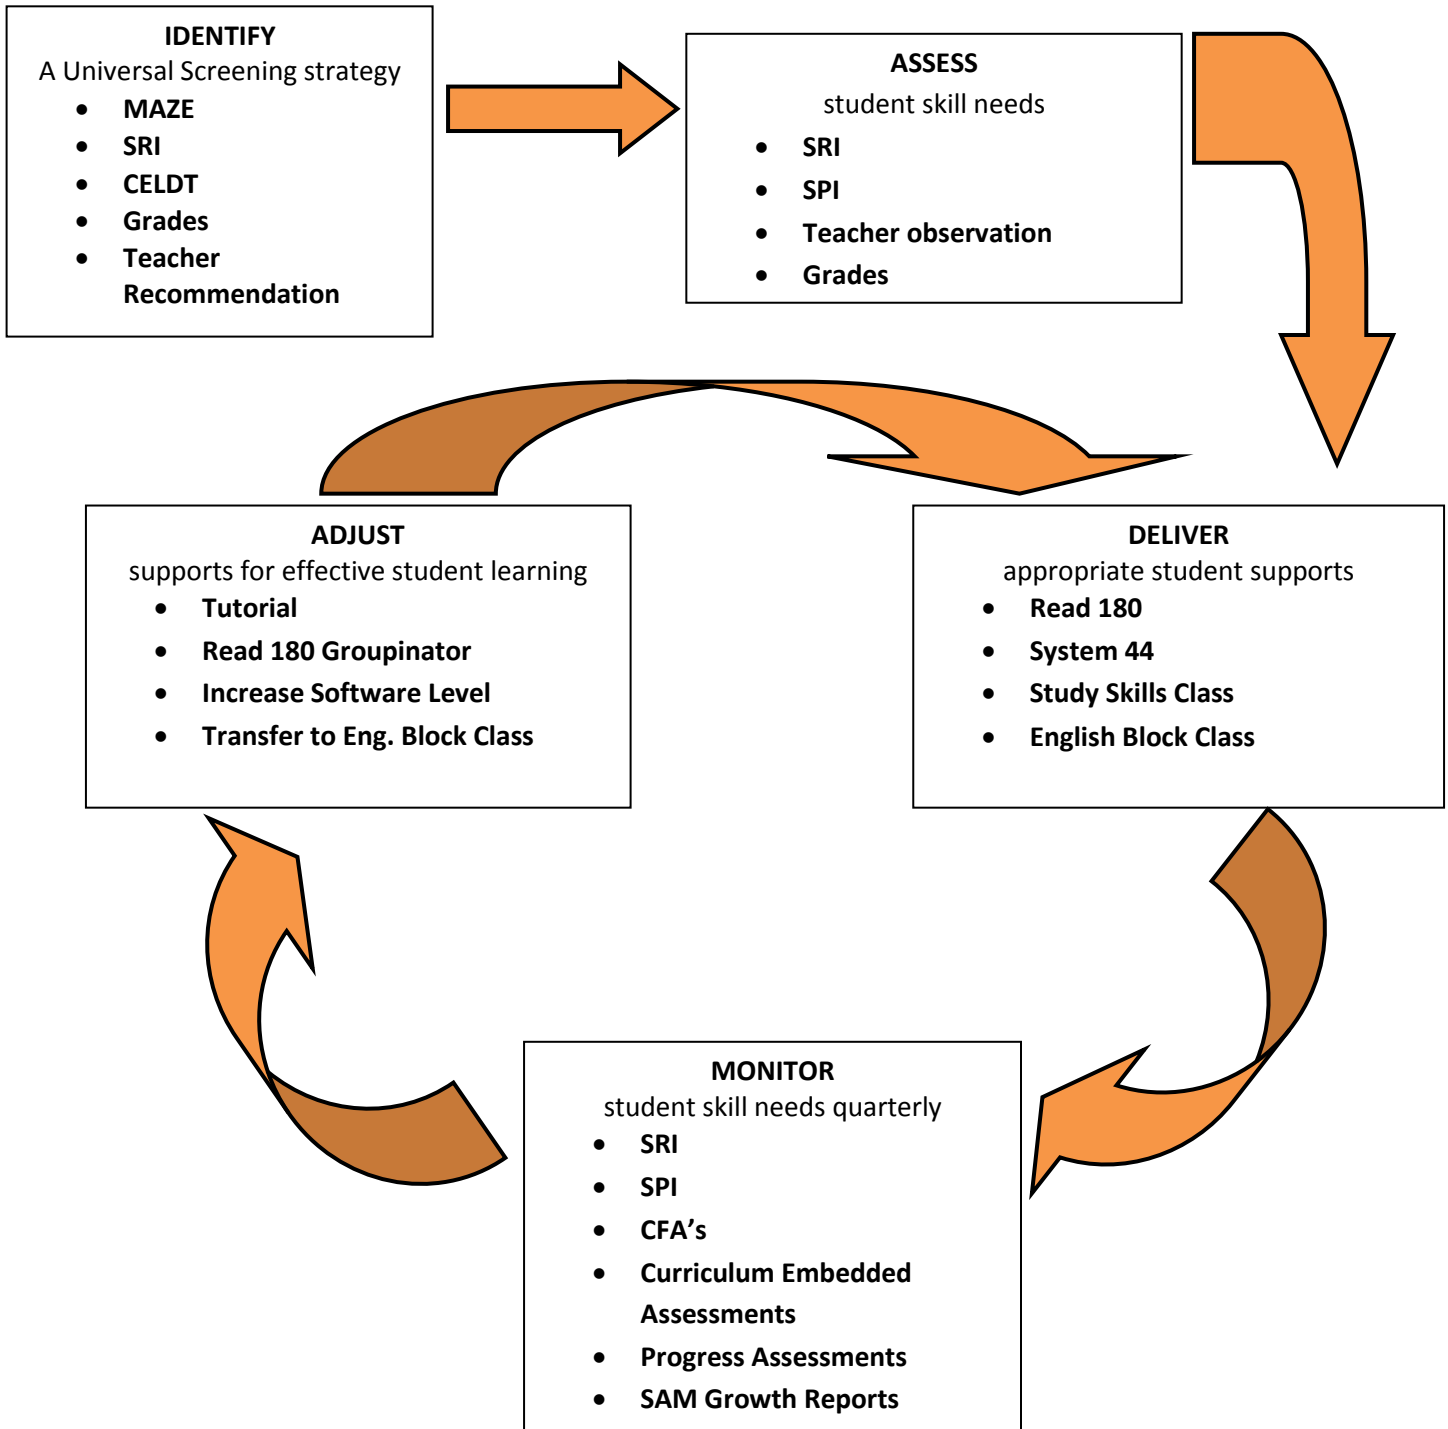 IDENTIFY
A Universal Screening strategy
• MAZE
• SRI
• CELDT
• Grades
• Teacher
Recommendation
ASSESS
student skill needs
• SRI
• SPI
• Teacher observation
• Grades
ADJUST
supports for effective student learning
• Tutorial
• Read 180 Groupinator
• Increase Software Level
• Transfer to Eng. Block Class
DELIVER
appropriate student supports
• Read 180
• System 44
• Study Skills Class
• English Block Class
MONITOR
student skill needs quarterly
• SRI
• SPI
• CFA’s
• Curriculum Embedded
Assessments
• Progress Assessments
• SAM Growth Reports